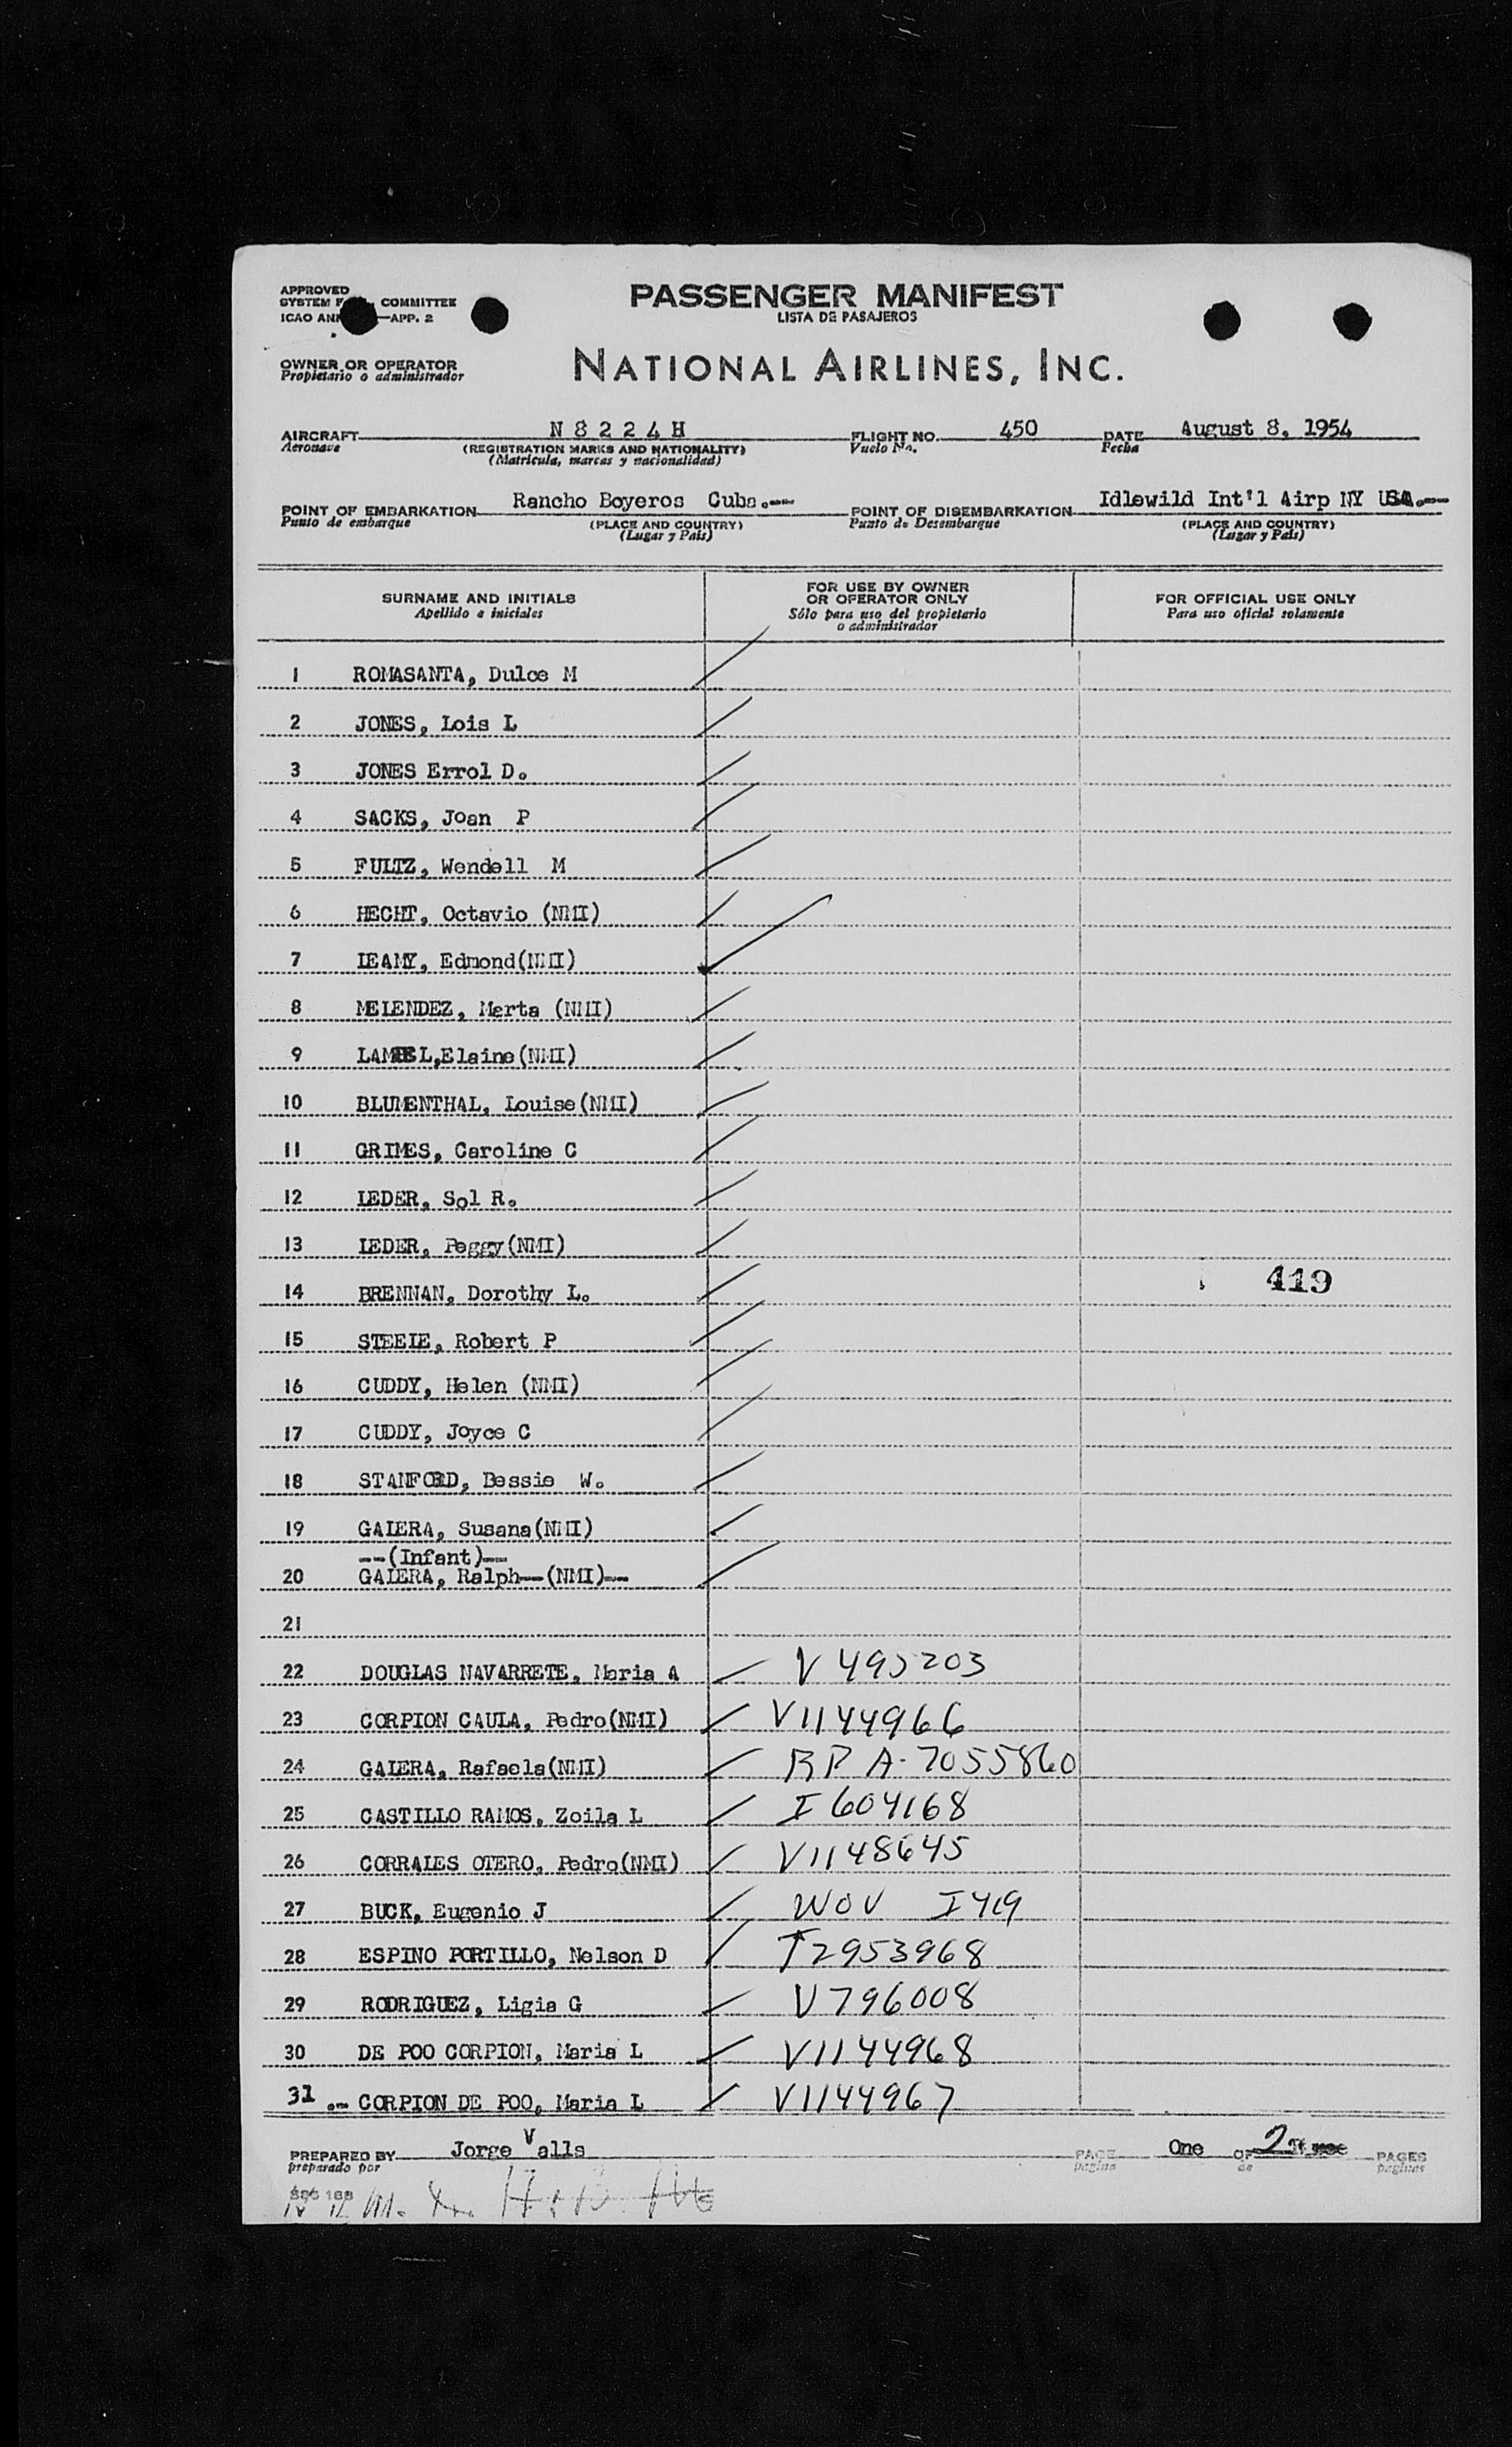 APPROVED
SYSTEM COMMITTEE
ICAO —APP. 2
PASSENGER MANIFEST
LISTA DE PASAJEROS
OWNER OR OPERATOR
Propietario o administrador
NATIONAL AIRLINES, INC.
AIRCRAFT N 8 2 2 4 H FLIGHT NO. 450 DATE August 8, 1954
Aeronave (REGISTRATION MARKS AND NATIONALITY) Vuelo No. Fecha
(Matrícula, marcas y nacionalidad)
POINT OF EMBARKATION Rancho Boyeros Cuba.-- POINT OF DISEMBARKATION Idlewild Int'l Airp NY USA.--
Punto de embarque (PLACE AND COUNTRY) Punto de Desembarque (PLACE AND COUNTRY)
(Lugar y País) (Lugar y País)
SURNAME AND INITIALS
Apellido e iniciales
FOR USE BY OWNER
OR OPERATOR ONLY
Sólo para uso del propietario
o administrador
FOR OFFICIAL USE ONLY
Para uso oficial solamente
1 ROMASANTA, Dulce M
2 JONES, Lois L
3 JONES Errol D.
4 SACKS, Joan P
5 FULTZ, Wendell M
6 HECHT, Octavio (NMI)
7 LEAMY, Edmond(NMI)
8 MELENDEZ, Marta (NMI)
9 Elaine(NMI)
10 BLUMENTHAL, Louise(NMI)
11 GRIMES, Caroline C
12 LEDER, Sol R.
13 LEDER, Peggy(NMI)
14 BRENNAN, Dorothy L. 419
15 STEELE, Robert P
16 CUDDY, Helen (NMI)
17 CUDDY, Joyce C
18 STANFORD, Bessie W.
19 GALERA, Susana(NMI)
--(Infant)--
20 GALERA, Ralph--(NMI)--
21
22 DOUGLAS NAVARRETE, Maria A V 495203
23 CORPION CAULA, Pedro(NMI) V1144966
24 GALERA, Rafaela(NMI) RP A-7055860
25 CASTILLO RAMOS, Zoila L I 604168
26 CORRALES OTERO, Pedro(NMI) V1148645
27 BUCK, Eugenio J WOV I419
28 ESPINO PORTILLO, Nelson D I2953968
29 RODRIGUEZ, Ligia G V796008
30 DE POO CORPION, Maria L V1144968
31 .- CORPION DE POO, Maria L V1144967
PREPARED BY Jorge Valls PAGE One OF 2 PAGES
preparado por página de páginas